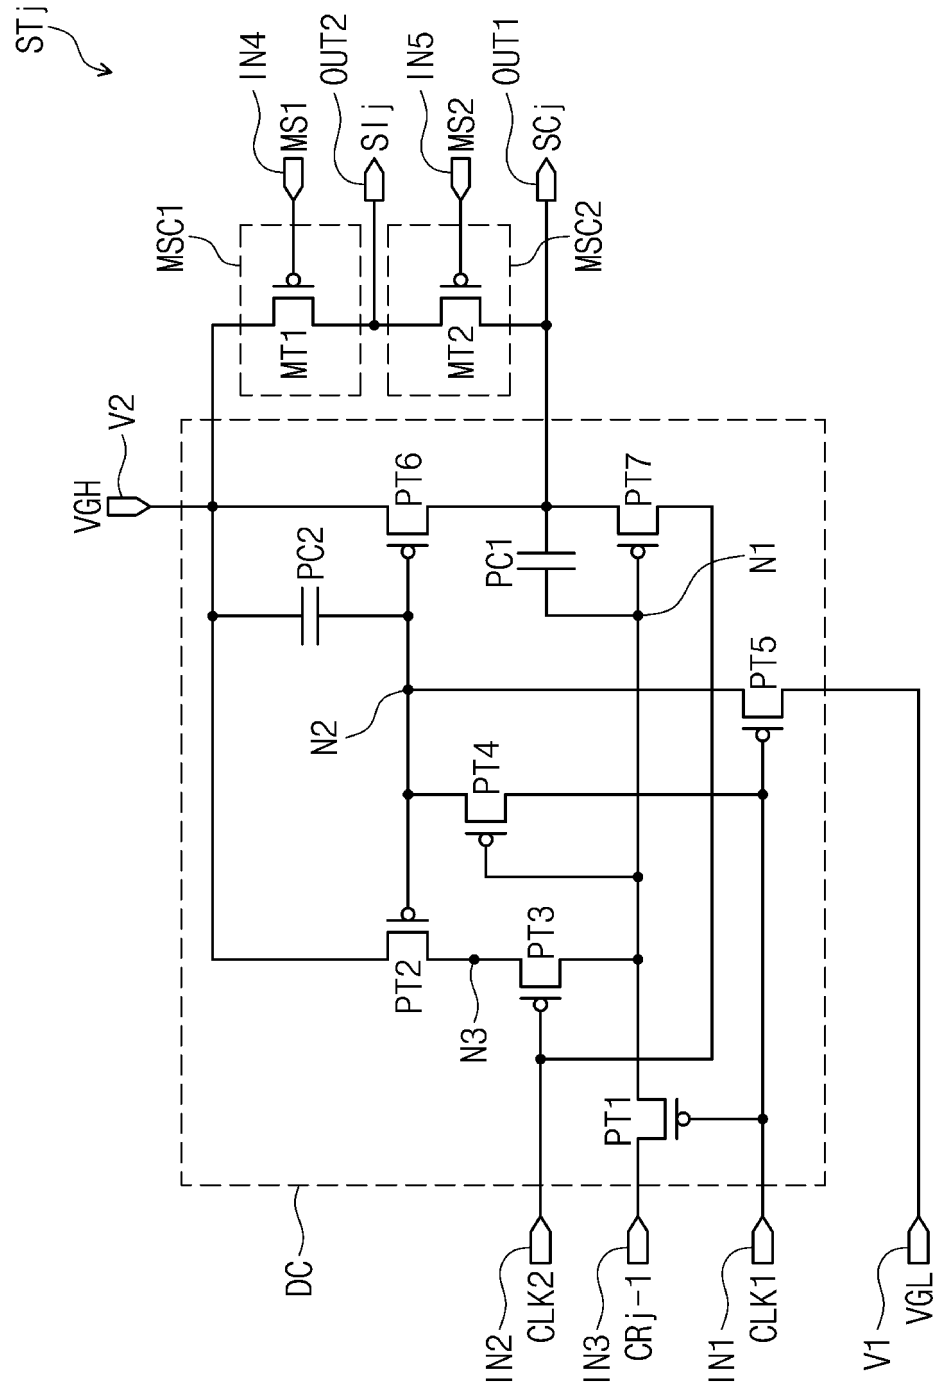 STj
IN4
MS1
OUT2
SIj
IN5
MS2
OUT1
SCj
MSC1
MSC2
MT1
MT2
V2
VGH
PC2
PT6
PC1
PT7
N1
N2
PT5
PT4
PT2
PT3
N3
PT1
DC
IN2
CLK2
IN3
CRj-1
IN1
CLK1
V1
VGL